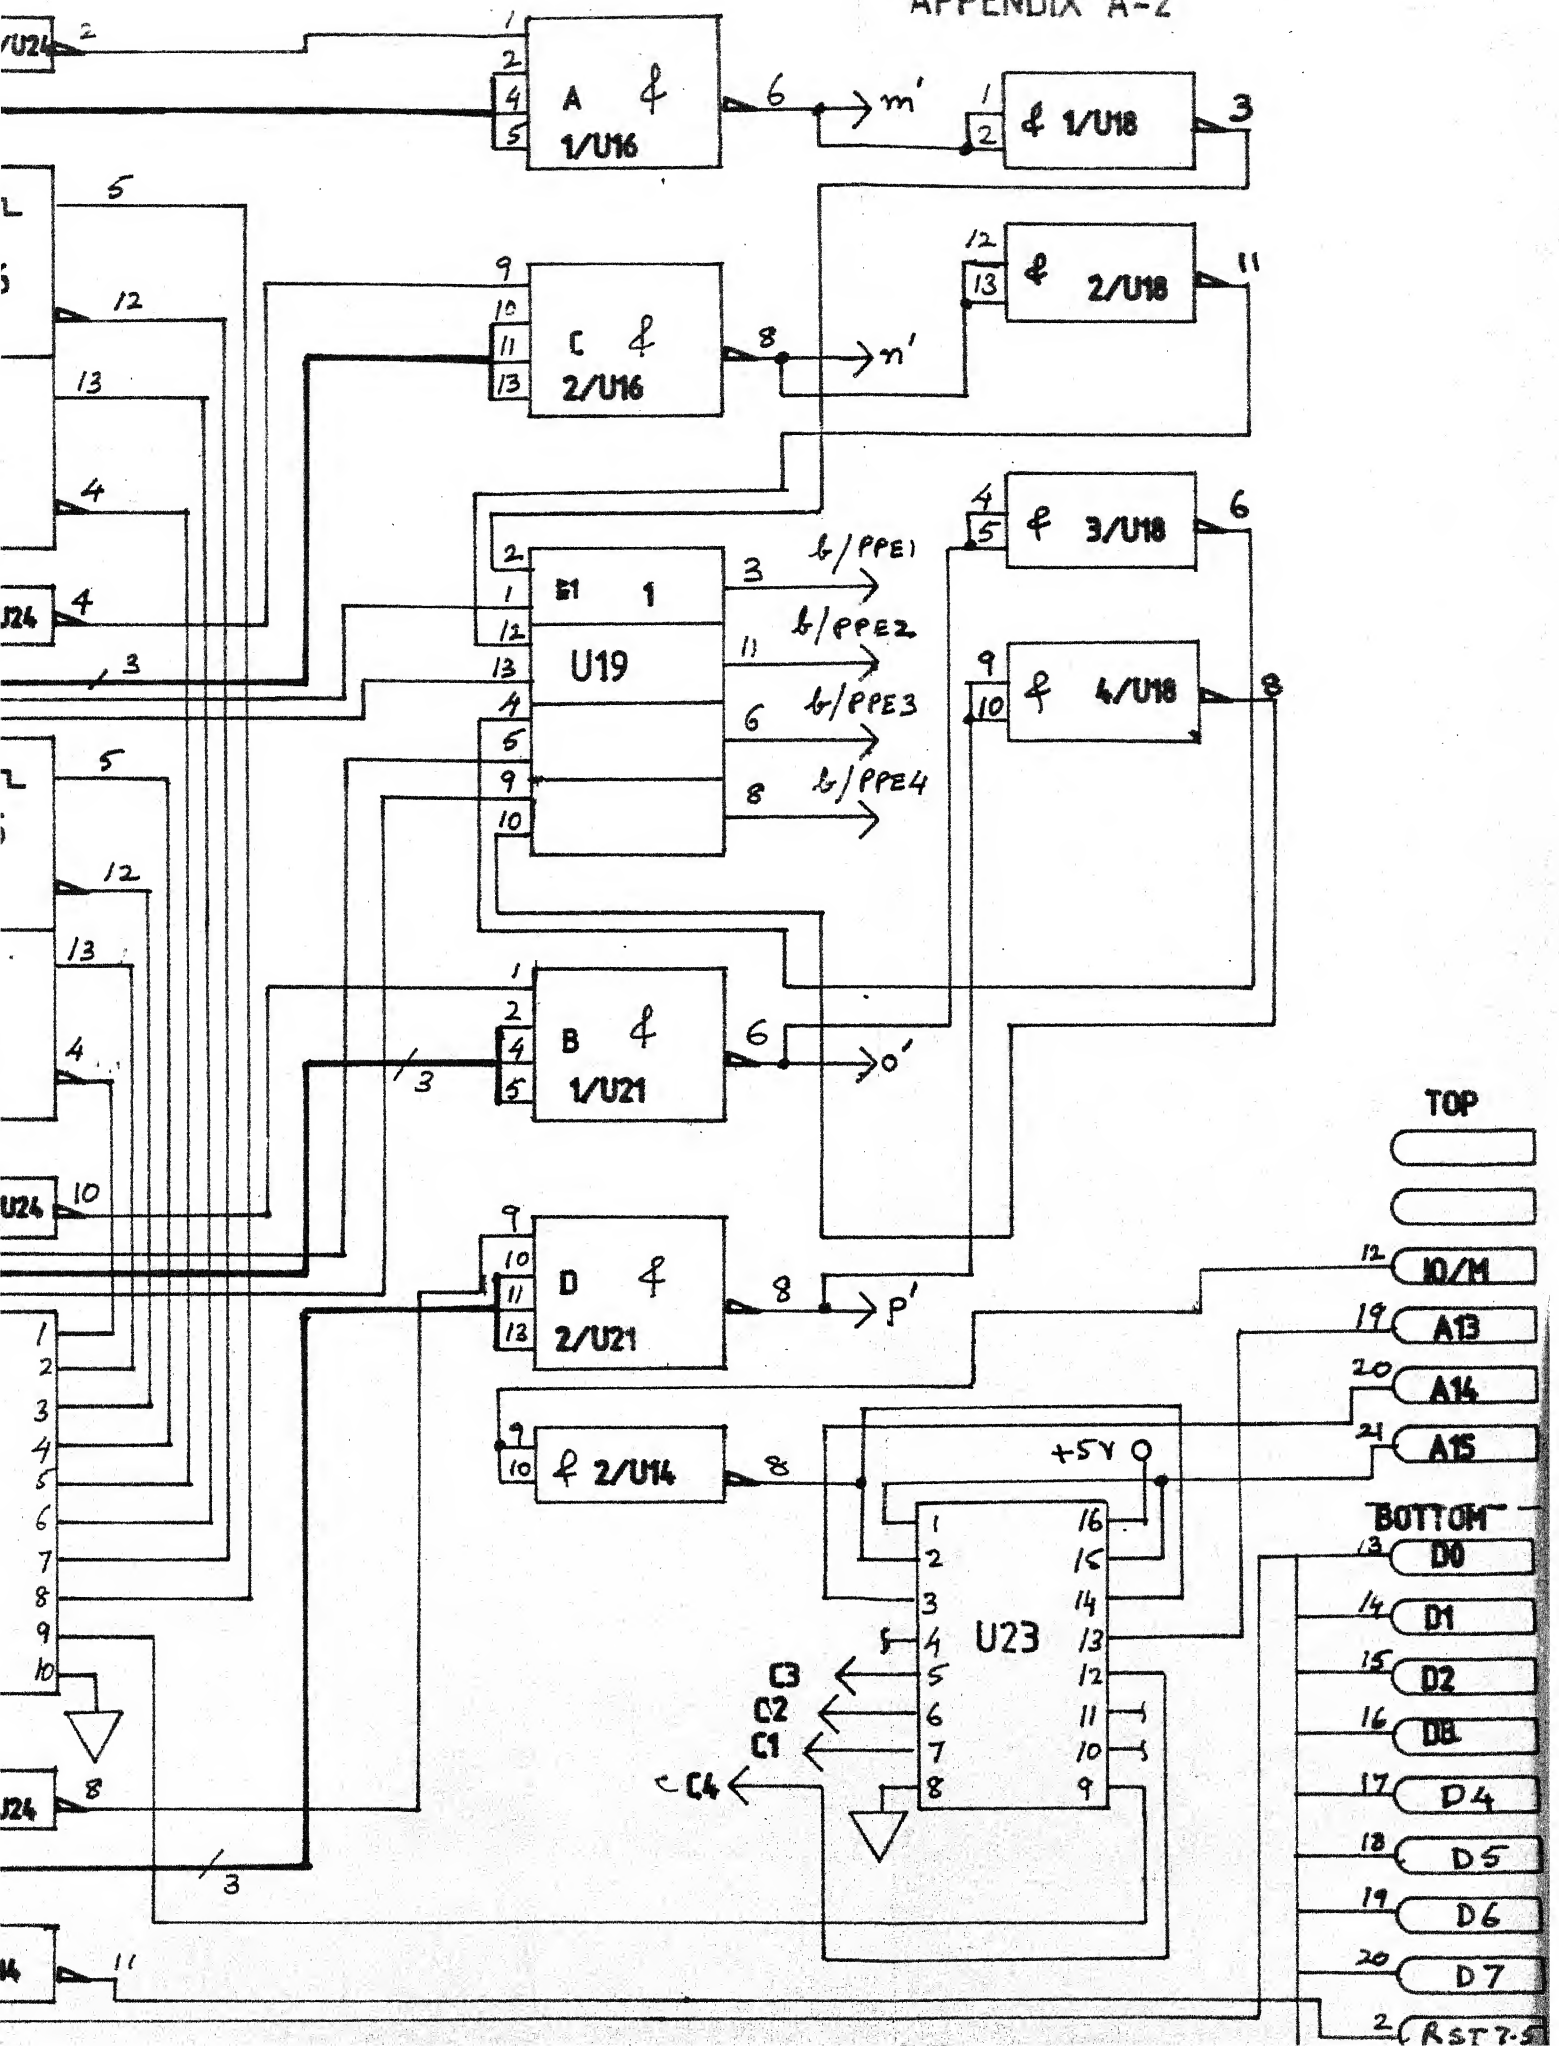 APPENDIX A-2
/U24
2
1
2
4
5
A &
1/U16
6
m'
1
2
& 1/U18
3
5
12
13
4
9
10
11
13
C &
2/U16
8
n'
12
13
&
2/U18
11
4
5
&
3/U18
6
U24
4
3
2
1
12
13
4
5
9
10
1
U19
3
b/PPE1
11
b/PPE2
6
b/PPE3
8
b/PPE4
9
10
&
4/U18
8
5
12
13
4
1
2
4
5
3
B &
1/U21
6
o'
U24
10
9
10
11
13
D &
2/U21
8
p'
TOP
12
IO/M
19
A13
20
A14
21
A15
1
2
3
4
5
6
7
8
9
10
9
10
& 2/U14
8
+5V
1
2
3
4
5
6
7
8
U23
16
15
14
13
12
11
10
9
C3
C2
C1
C4
BOTTOM
13
D0
14
D1
15
D2
16
17
D4
18
D5
19
D6
20
D7
2
RST 7.5
U24
8
3
14
11